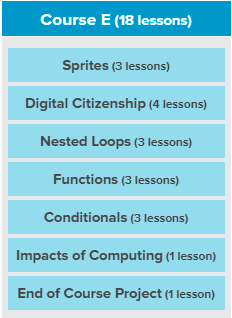 Course E (18 lessons)
Sprites (3 lessons)
Digital Citizenship (4 lessons)
Nested Loops (3 lessons)
Functions (3 lessons)
Conditionals (3 lessons)
Impacts of Computing (1 lesson)
End of Course Project (1 lesson)